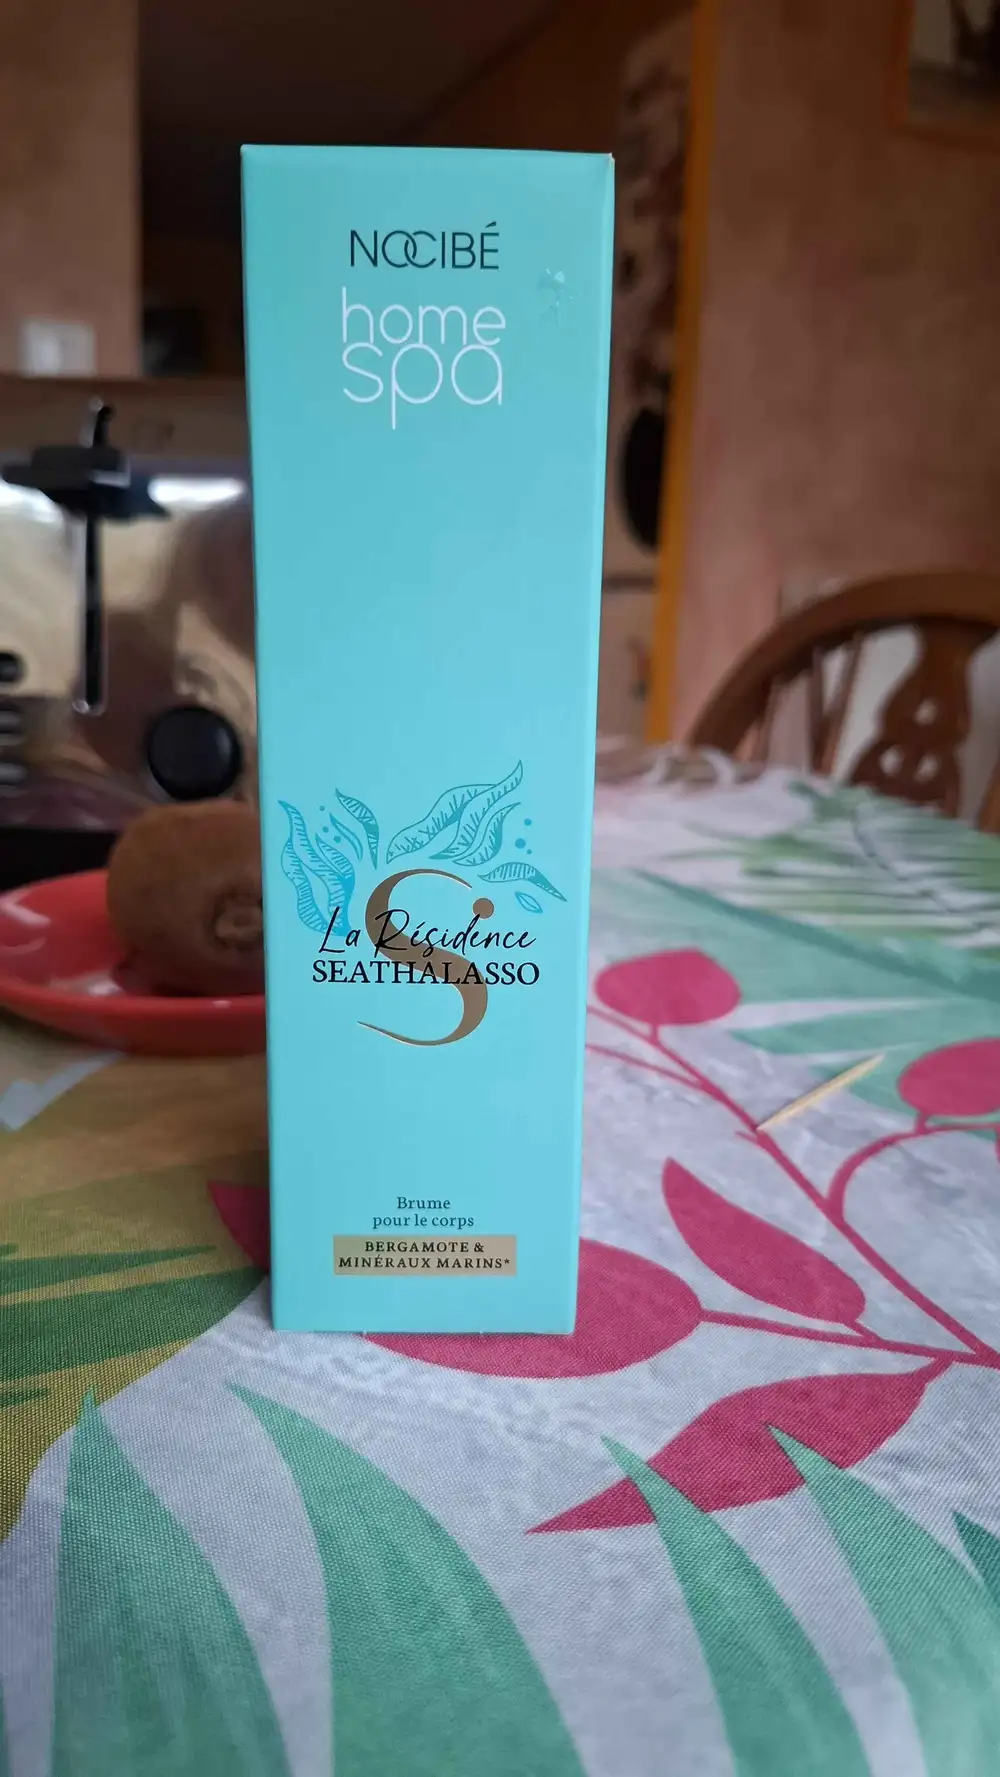 NOCIBÉ
home
spa
La Résidence
SEATHALASSO
S
Brume
pour le corps
BERGAMOTE &
MINÉRAUX MARINS*